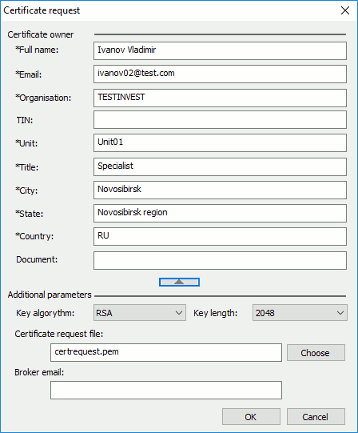 Certificate request
Certificate owner
*Full name: Ivanov Vladimir
*Email: ivanov02@test.com
*Organisation: TESTINVEST
TIN:
*Unit: Unit01
*Title: Specialist
*City: Novosibirsk
*State: Novosibirsk region
*Country: RU
Document:
Additional parameters
Key algorythm: RSA Key length: 2048
Certificate request file:
certrequest.pem Choose
Broker email:
OK Cancel